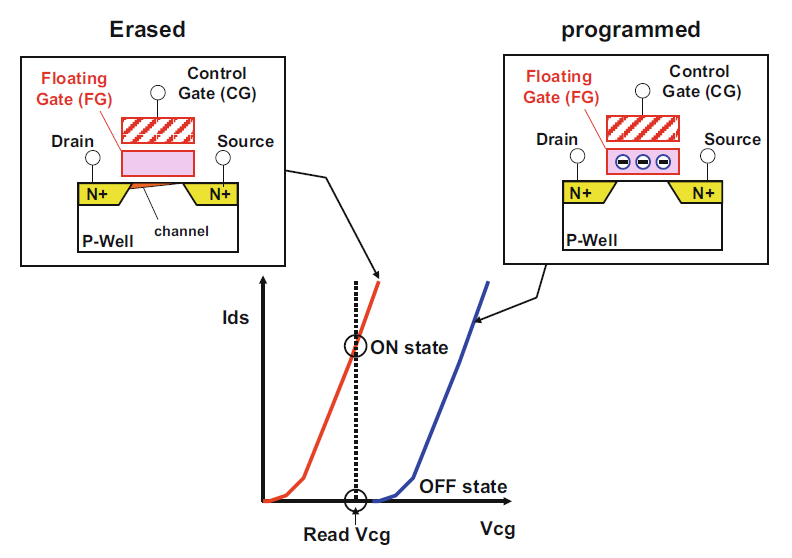 Erased
programmed
Floating
Gate (FG)
Control
Gate (CG)
Drain
Source
N+
N+
channel
P-Well
Floating
Gate (FG)
Control
Gate (CG)
Drain
Source
N+
N+
P-Well
Ids
ON state
OFF state
Read Vcg
Vcg